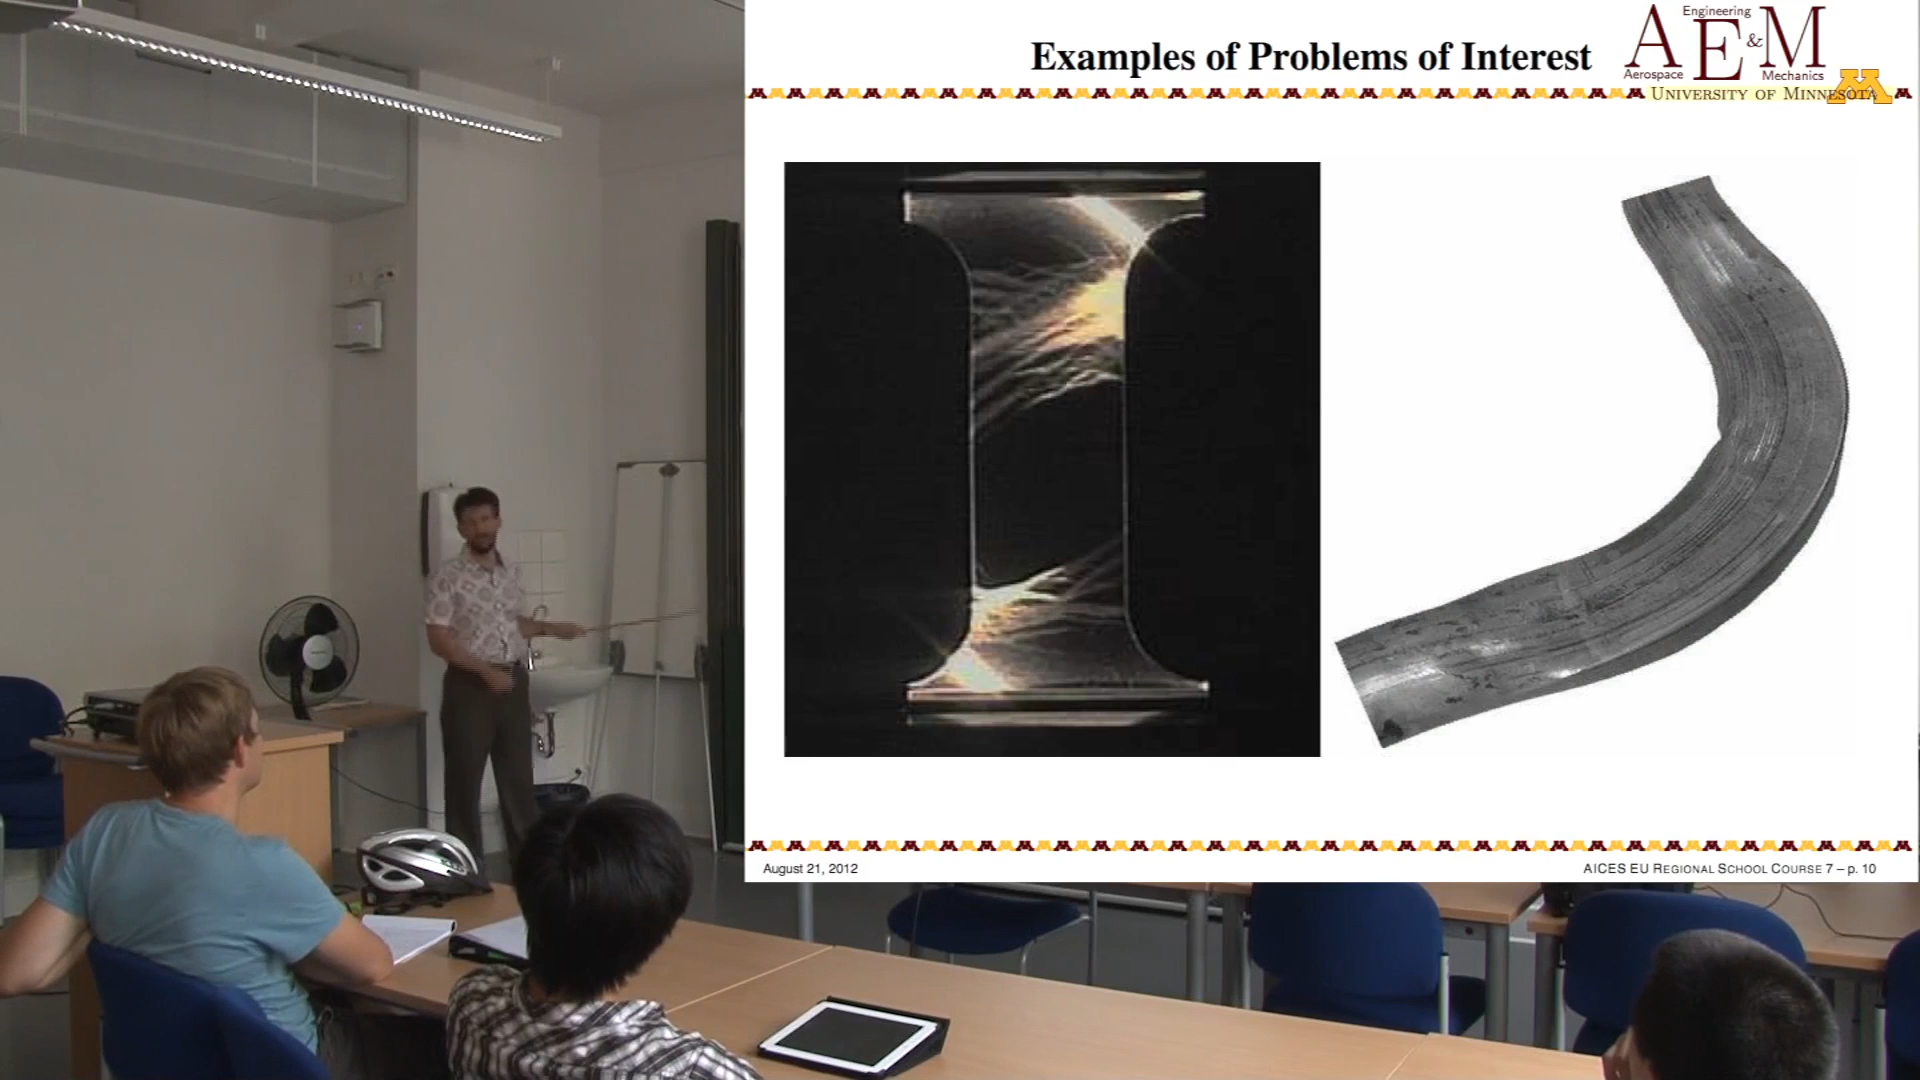 Examples of Problems of Interest
Engineering
AE&M
Aerospace
Mechanics
UNIVERSITY OF MINNESOTA
August 21, 2012
AICES EU REGIONAL SCHOOL COURSE 7 – p. 10